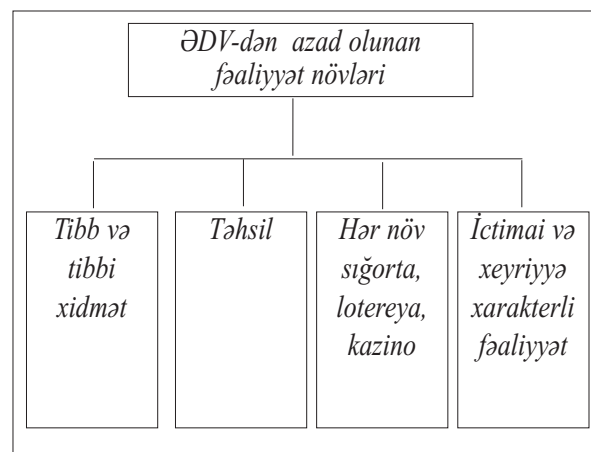 ƏDV-dən azad olunan
fəaliyyət növləri
Tibb və
tibbi
xidmət
Təhsil
Hər növ
sığorta,
lotereya,
kazino
İctimai və
xeyriyyə
xarakterli
fəaliyyət